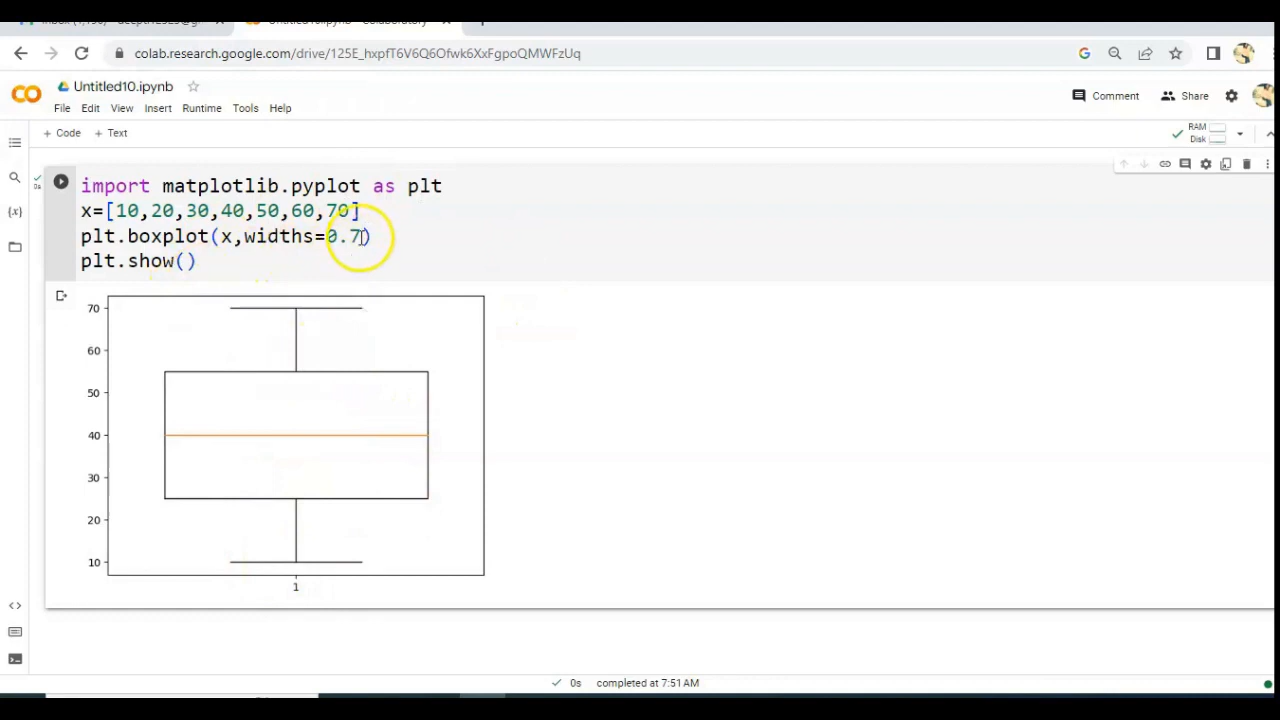 colab.research.google.com/drive/125E_hxpfT6V6Q6Ofwk6XxFgpoQMWFzUq
Untitled10.ipynb
Comment
Share
File Edit View Insert Runtime Tools Help
+ Code + Text
RAM
Disk
import matplotlib.pyplot as plt
0s
x=[10,20,30,40,50,60,70]
{x}
plt.boxplot(x,widths=0.7)
plt.show()
70
60
50
40
30
20
10
1
0s completed at 7:51 AM